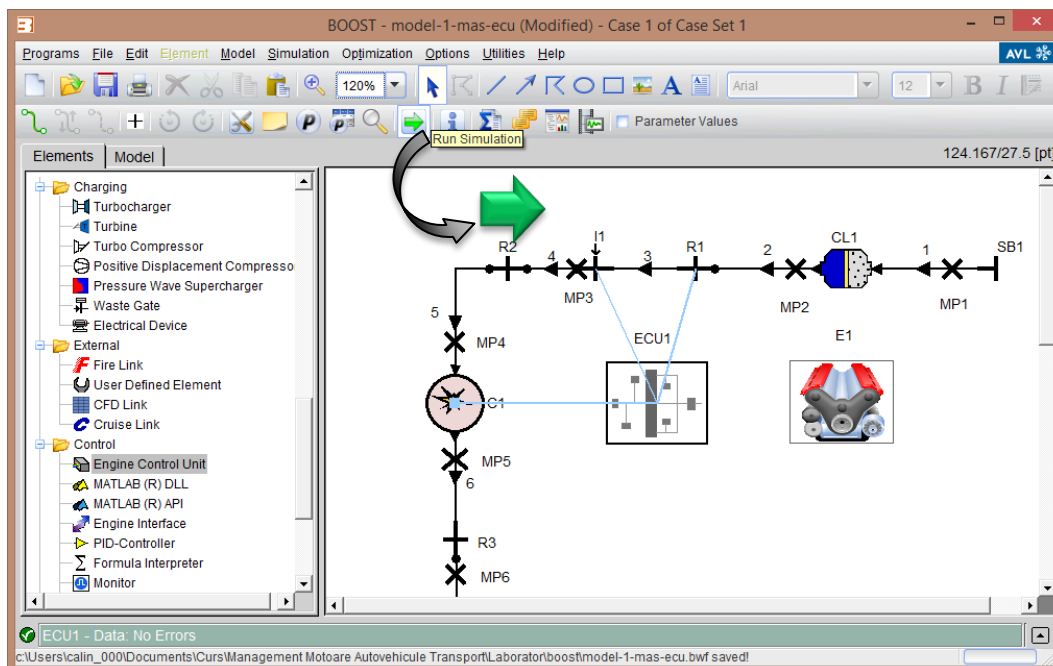 BOOST - model-1-mas-ecu (Modified) - Case 1 of Case Set 1
Programs File Edit Element Model Simulation Optimization Options Utilities Help
AVL
120%
A
Arial
12
B I
P
Parameter Values
Run Simulation
Elements Model
124.167/27.5 [pt]
Charging
Turbocharger
Turbine
Turbo Compressor
Positive Displacement Compresso
Pressure Wave Supercharger
Waste Gate
Electrical Device
External
Fire Link
User Defined Element
CFD Link
Cruise Link
Control
Engine Control Unit
MATLAB (R) DLL
MATLAB (R) API
Engine Interface
PID-Controller
Formula Interpreter
Monitor
R2 4 I1 3 R1 2 CL1 1 SB1
MP3 MP2 MP1
5
MP4
ECU1
E1
C1
MP5
6
R3
MP6
ECU1 - Data: No Errors
c:\Users\calin_000\Documents\Curs\Management Motoare Autovehicule Transport\Laborator\boost\model-1-mas-ecu.bwf saved!